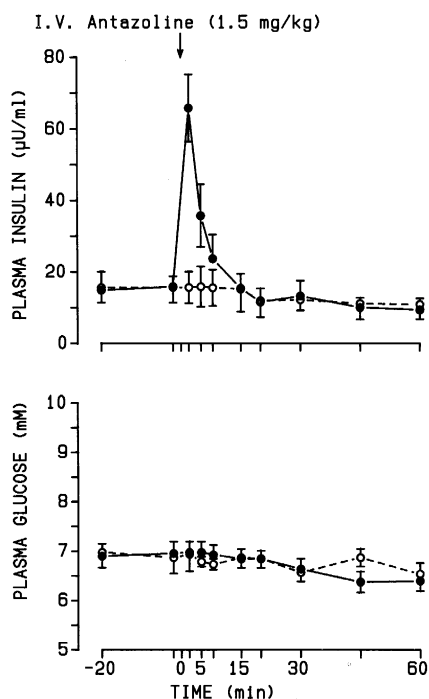 I.V. Antazoline (1.5 mg/kg)
80
60
40
20
0
PLASMA INSULIN (µU/ml)
10
9
8
7
6
5
PLASMA GLUCOSE (mM)
-20 0 5 15 30 60
TIME (min)